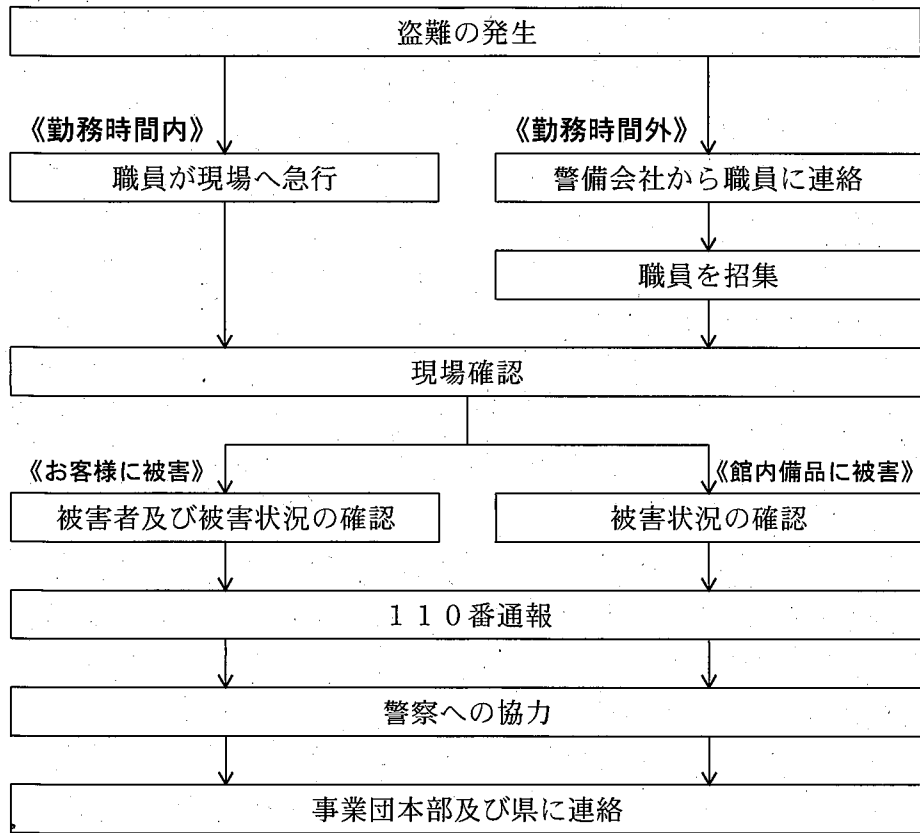 盗難の発生
《勤務時間内》
《勤務時間外》
職員が現場へ急行
警備会社から職員に連絡
職員を招集
現場確認
《お客様に被害》
《館内備品に被害》
被害者及び被害状況の確認
被害状況の確認
１１０番通報
警察への協力
事業団本部及び県に連絡